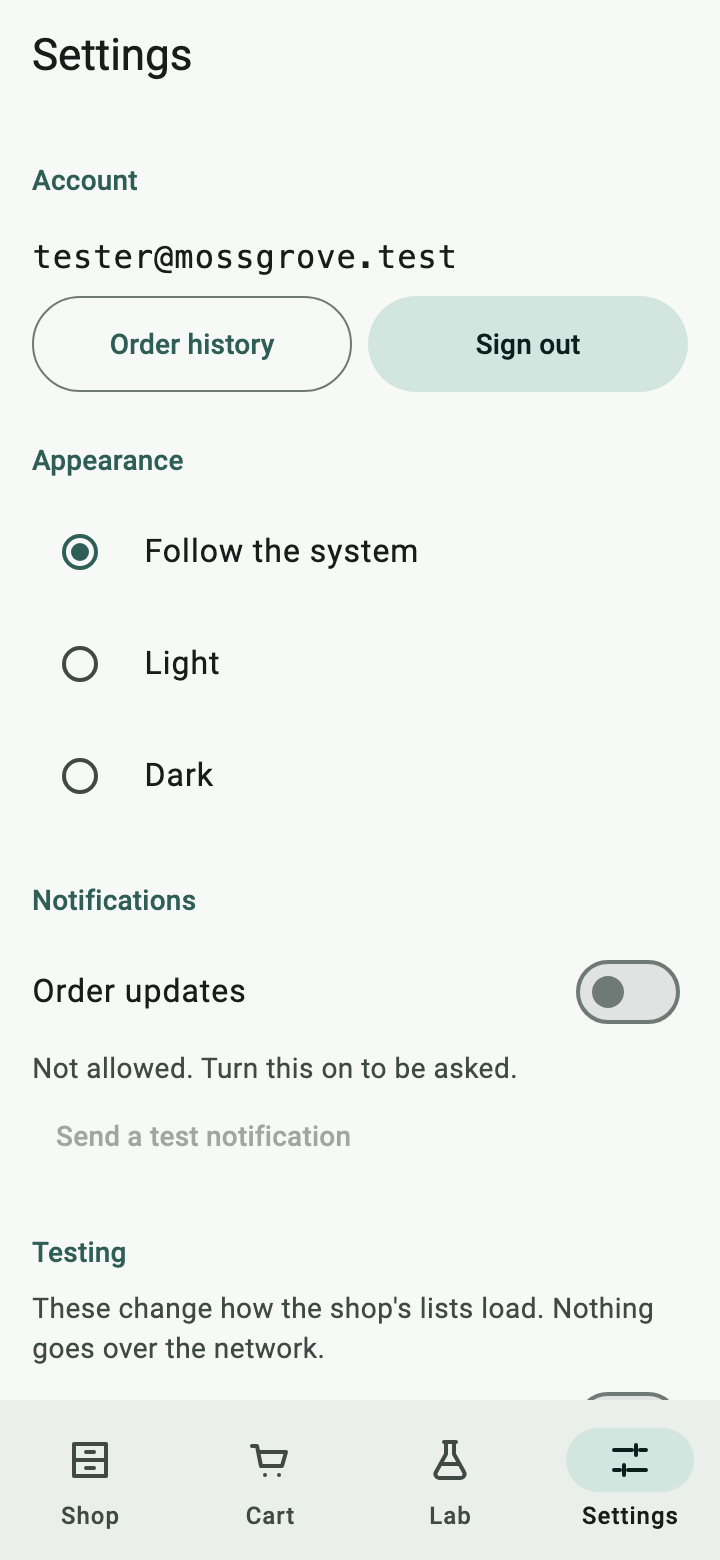 Settings
Account
tester@mossgrove.test
Order history
Sign out
Appearance
Follow the system
Light
Dark
Notifications
Order updates
Not allowed. Turn this on to be asked.
Send a test notification
Testing
These change how the shop's lists load. Nothing
goes over the network.
Shop
Cart
Lab
Settings